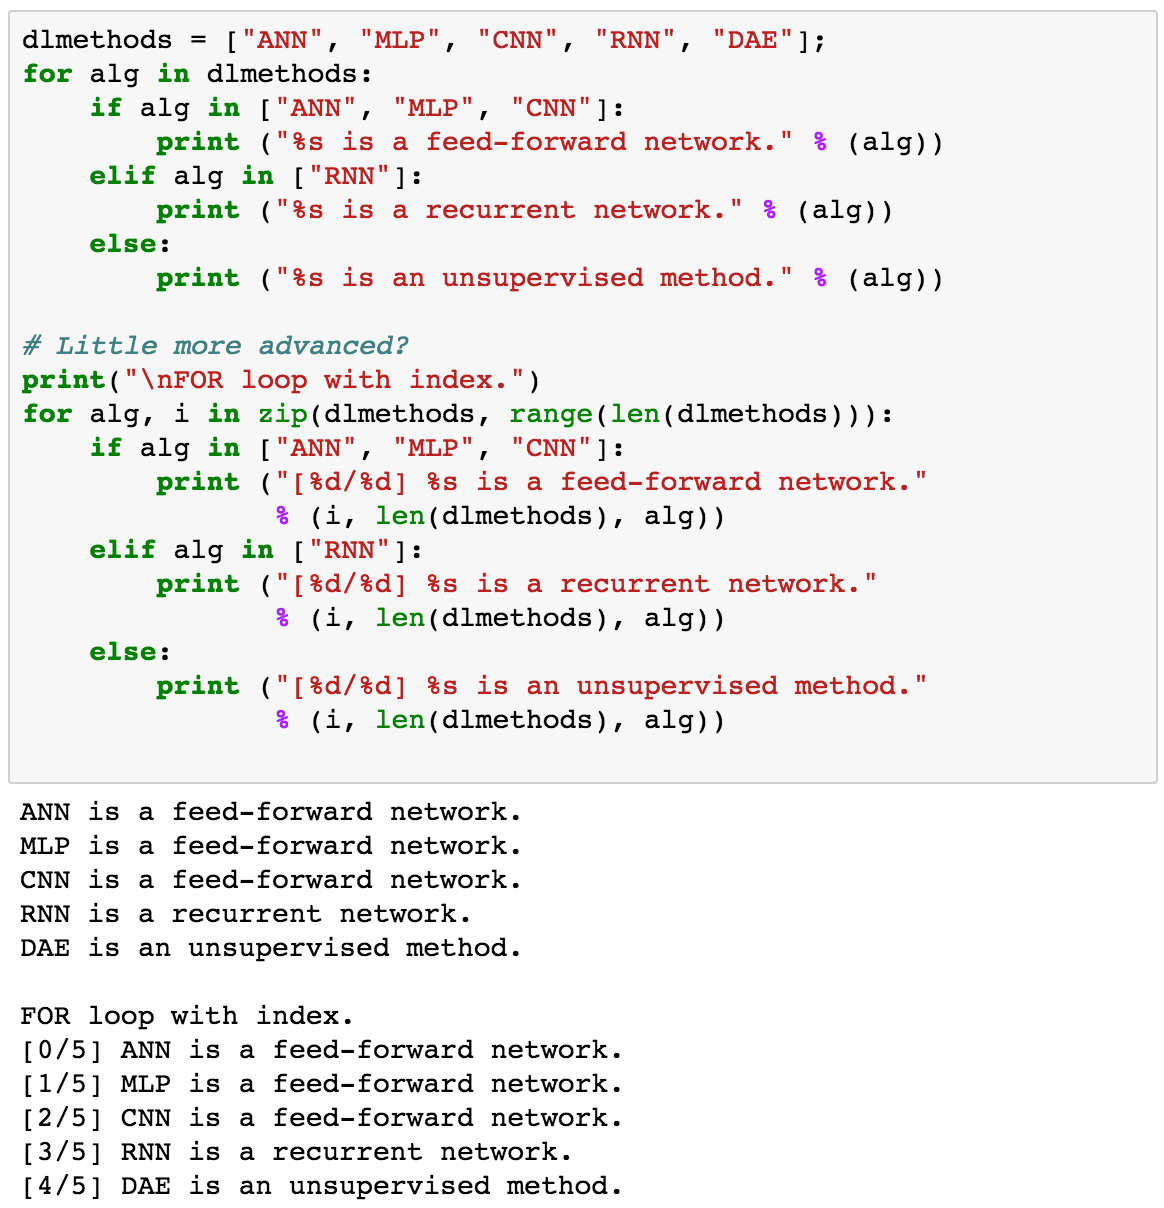 dlmethods = ["ANN", "MLP", "CNN", "RNN", "DAE"];
for alg in dlmethods:
    if alg in ["ANN", "MLP", "CNN"]:
        print ("%s is a feed-forward network." % (alg))
    elif alg in ["RNN"]:
        print ("%s is a recurrent network." % (alg))
    else:
        print ("%s is an unsupervised method." % (alg))

# Little more advanced?
print("\nFOR loop with index.")
for alg, i in zip(dlmethods, range(len(dlmethods))):
    if alg in ["ANN", "MLP", "CNN"]:
        print ("[%d/%d] %s is a feed-forward network."
               % (i, len(dlmethods), alg))
    elif alg in ["RNN"]:
        print ("[%d/%d] %s is a recurrent network."
               % (i, len(dlmethods), alg))
    else:
        print ("[%d/%d] %s is an unsupervised method."
               % (i, len(dlmethods), alg))

ANN is a feed-forward network.
MLP is a feed-forward network.
CNN is a feed-forward network.
RNN is a recurrent network.
DAE is an unsupervised method.

FOR loop with index.
[0/5] ANN is a feed-forward network.
[1/5] MLP is a feed-forward network.
[2/5] CNN is a feed-forward network.
[3/5] RNN is a recurrent network.
[4/5] DAE is an unsupervised method.